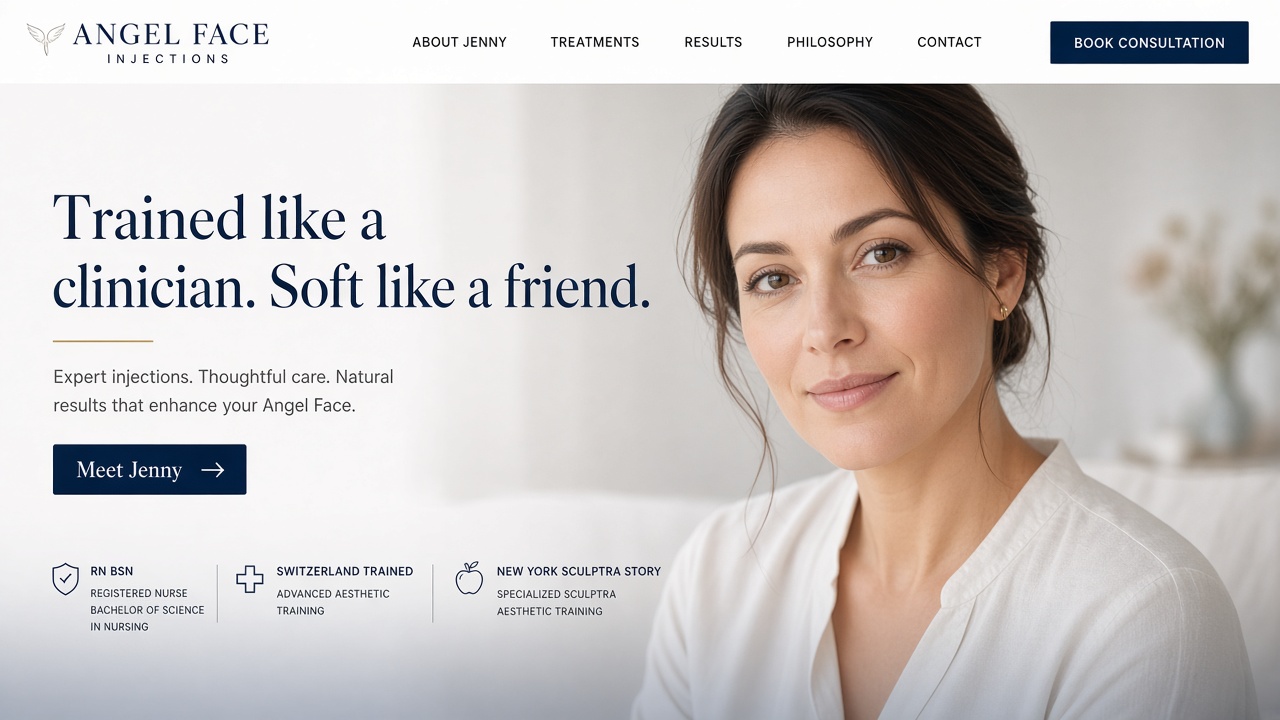 ANGEL FACE
INJECTIONS
ABOUT JENNY
TREATMENTS
RESULTS
PHILOSOPHY
CONTACT
BOOK CONSULTATION
Trained like a
clinician. Soft like a friend.
Expert injections. Thoughtful care. Natural
results that enhance your Angel Face.
Meet Jenny
RN BSN
REGISTERED NURSE
BACHELOR OF SCIENCE
IN NURSING
SWITZERLAND TRAINED
ADVANCED AESTHETIC
TRAINING
NEW YORK SCULPTRA STORY
SPECIALIZED SCULPTRA
AESTHETIC TRAINING